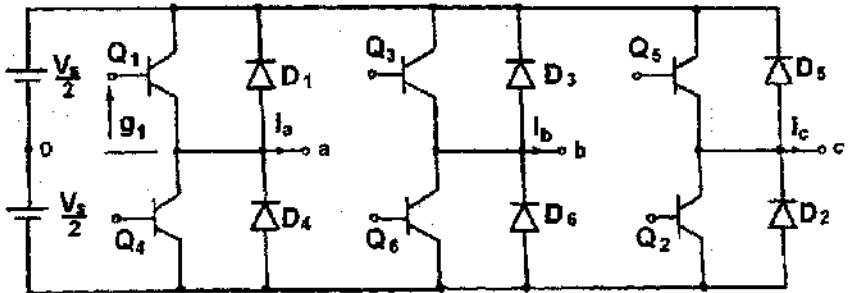 Q1 Q3 Q5
Vs/2 D1 D3 D5
g1 Ia Ib Ic
0 a b c
Vs/2 D4 D6 D2
Q4 Q6 Q2